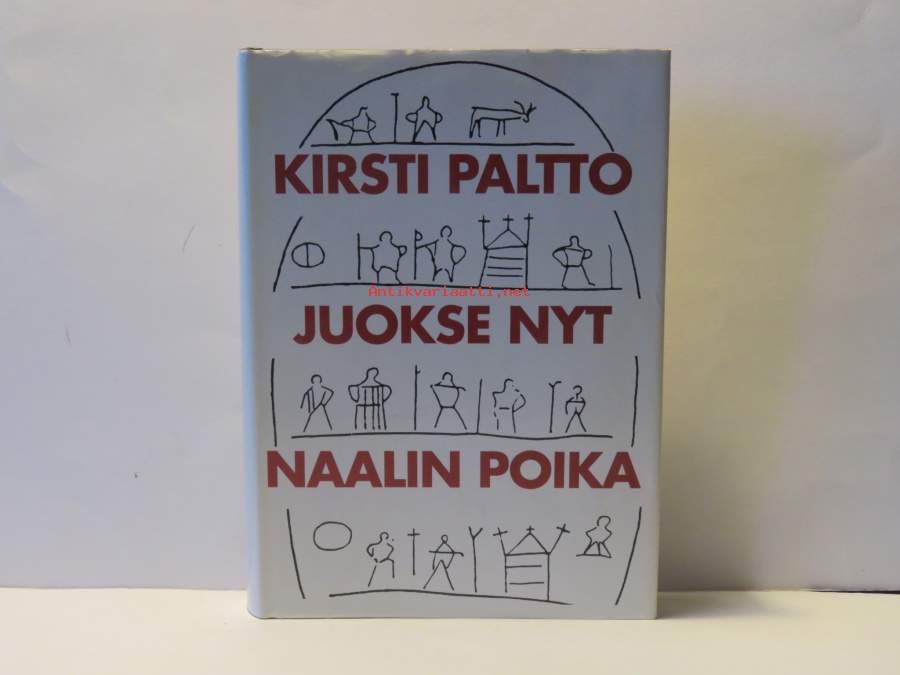 KIRSTI PALTTO
Antikvariaatti.net
JUOKSE NYT
NAALIN POIKA